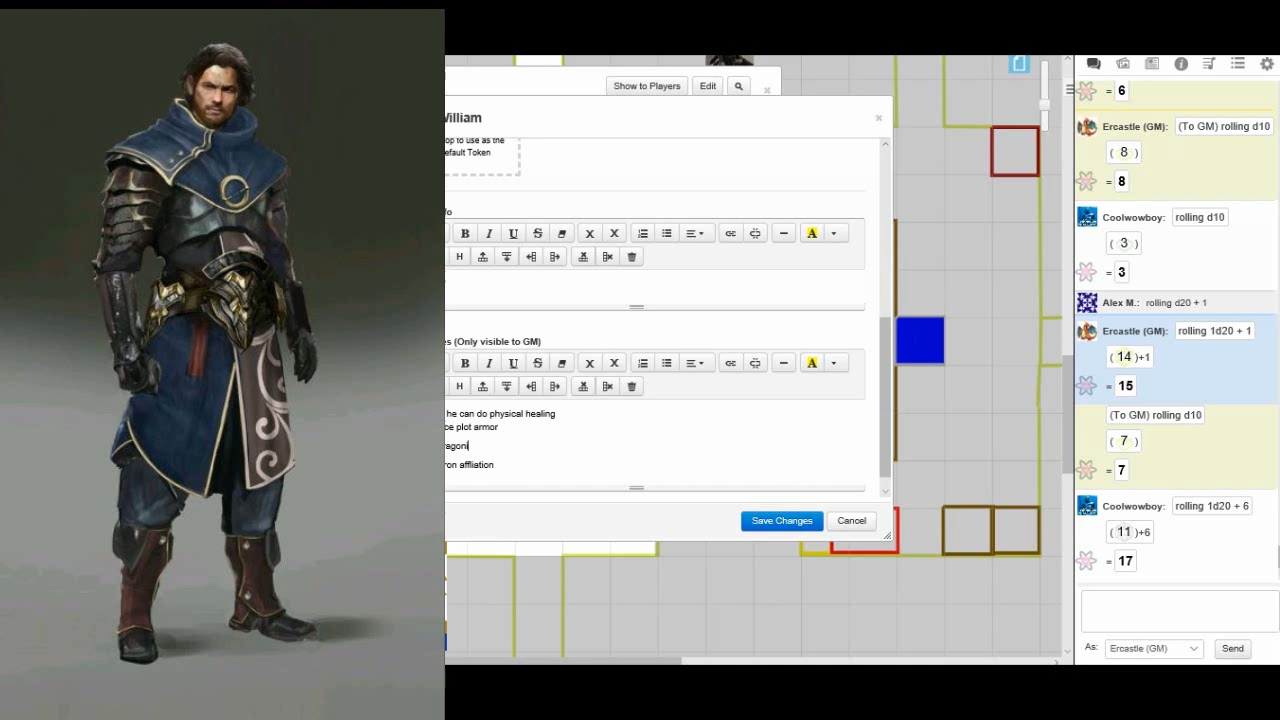 Show to Players
Edit
William
×
op to use as the
efault Token
fo
B I U S X X A
H
es (Only visible to GM)
B I U S X X A
H
he can do physical healing
ce plot armor
ragoni
ron affliation
Save Changes
Cancel
= 6
Ercastle (GM): (To GM) rolling d10
( 8 )
= 8
Coolwowboy: rolling d10
( 3 )
= 3
Alex M.: rolling d20 + 1
Ercastle (GM): rolling 1d20 + 1
( 14 )+1
= 15
(To GM) rolling d10
( 7 )
= 7
Coolwowboy: rolling 1d20 + 6
( 11 )+6
= 17
As: Ercastle (GM)
Send